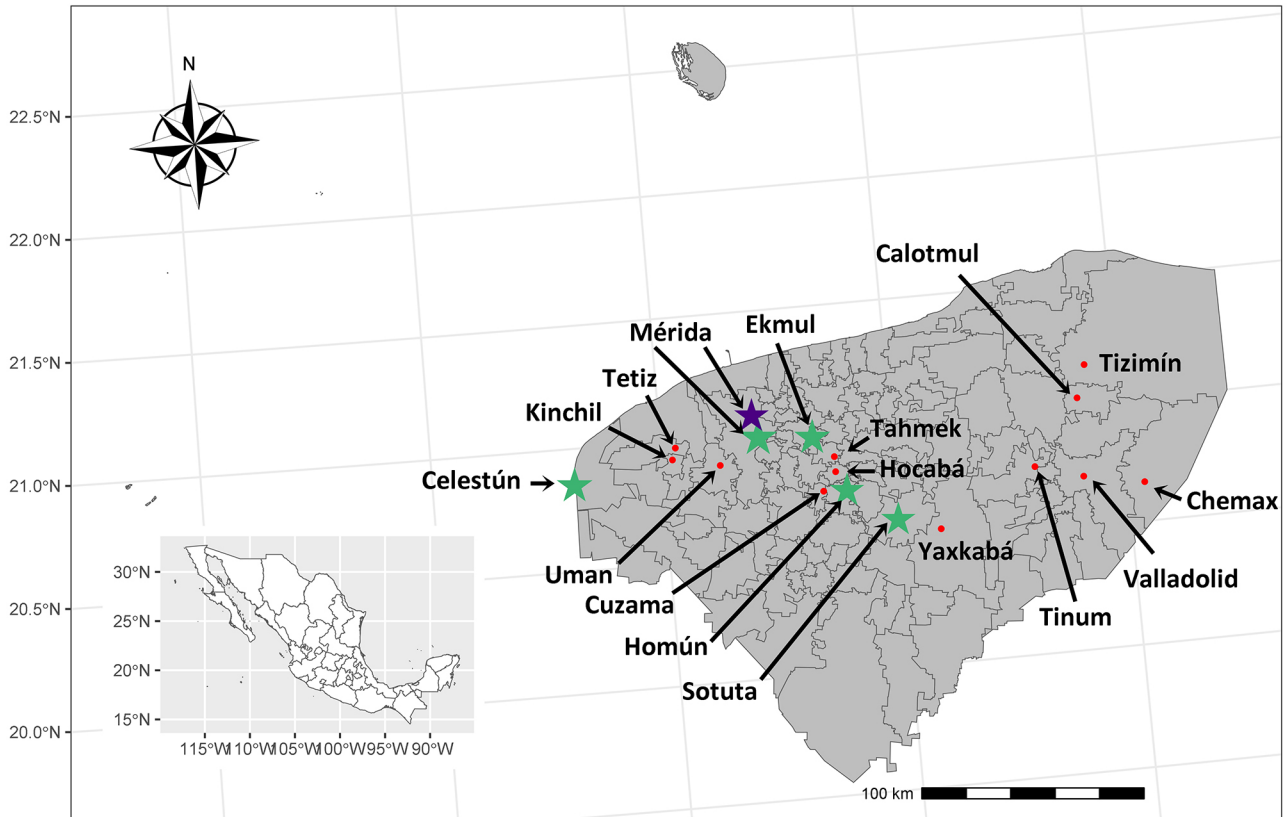 N
22.5°N
22.0°N
21.5°N
21.0°N
20.5°N
20.0°N
Calotmul
Mérida
Ekmul
Tizimín
Tetiz
Kinchil
Tahmek
Hocabá
Celestún
Chemax
Yaxkabá
Uman
Valladolid
Cuzama
Tinum
Homún
Sotuta
30°N
25°N
20°N
15°N
115°W 110°W 105°W 100°W 95°W 90°W
100 km